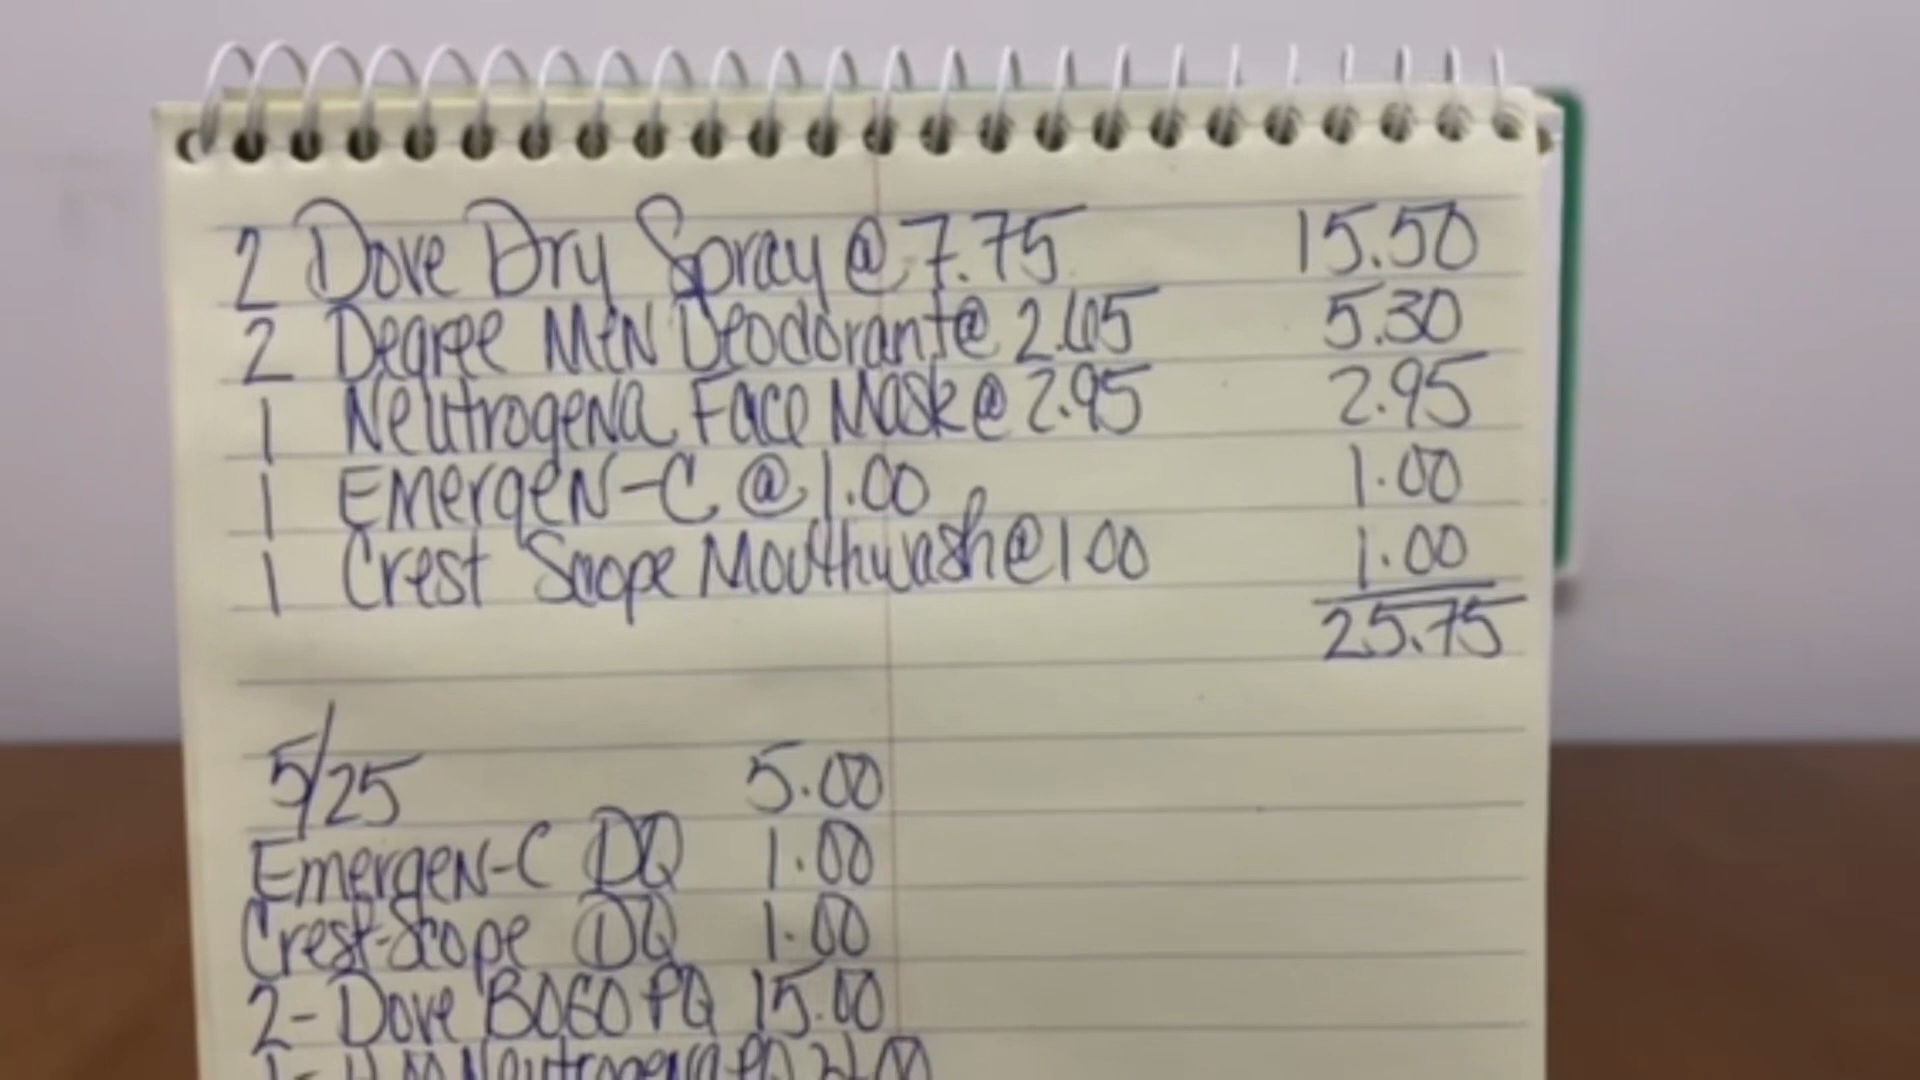 2 Dove Dry Spray @ 7.75 15.50
2 Degree MEN Deodorant @ 2.65 5.30
1 Neutrogena Face Mask @ 2.95 2.95
1 Emergen-C @ 1.00 1.00
1 Crest Scope Mouthwash @ 1.00 1.00
25.75
5/25 5.00
Emergen-C DQ 1.00
Crest-Scope DQ 1.00
2- Dove BOGO PQ 15.00
Neutrogena PQ